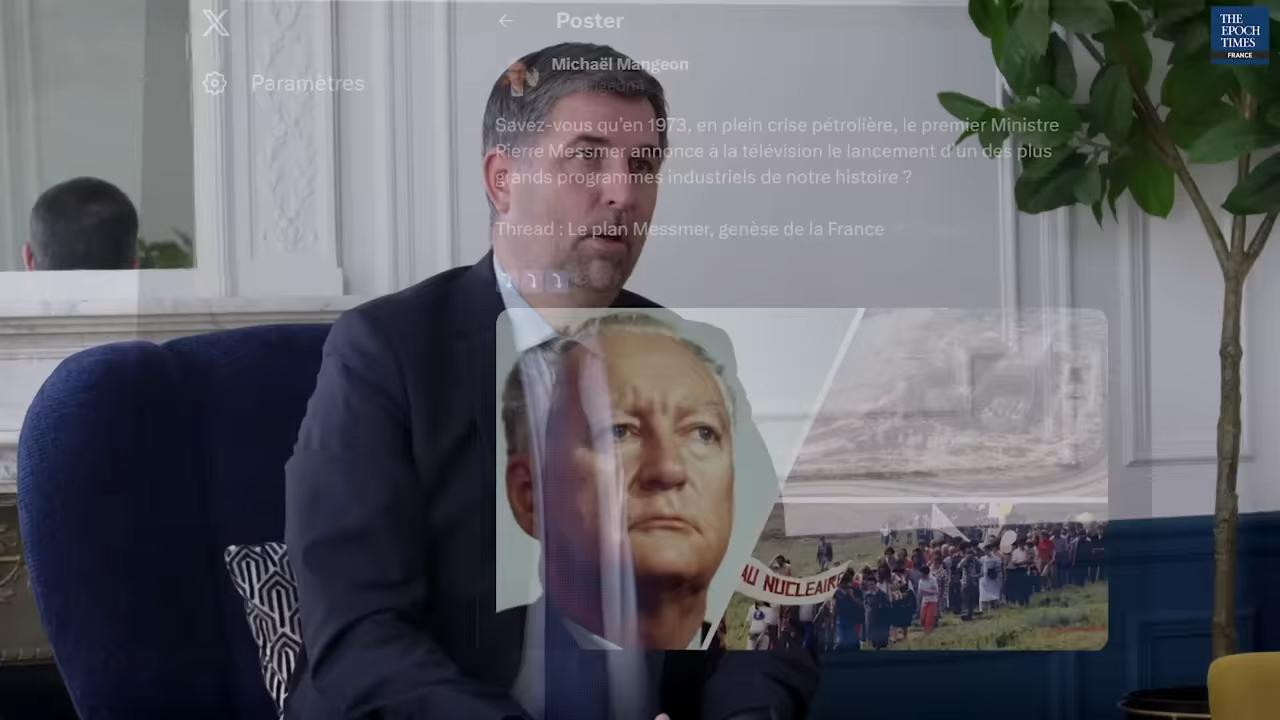 Poster
Michaël Mangeon
Paramètres
Savez-vous qu'en 1973, en plein crise pétrolière, le premier Ministre
Pierre Messmer annonce à la télévision le lancement d'un des plus
grands programmes industriels de notre histoire ?
Thread : Le plan Messmer, genèse de la France
AU NUCLEAIRE
THE
EPOCH
TIMES
FRANCE